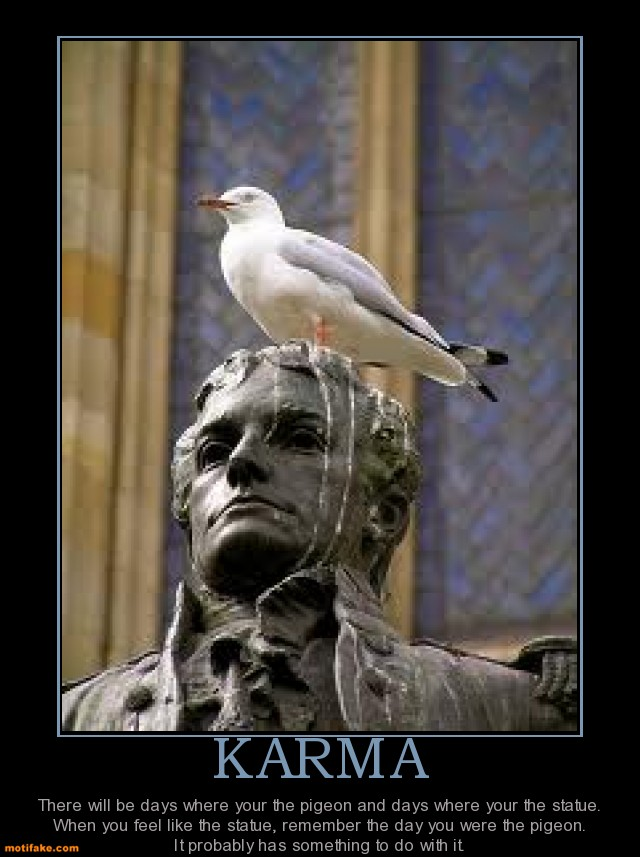 KARMA
There will be days where your the pigeon and days where your the statue.
When you feel like the statue, remember the day you were the pigeon.
It probably has something to do with it.
motifake.com